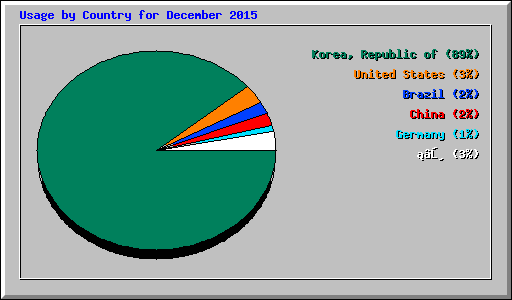 Usage by Country for December 2015
Korea, Republic of (89%)
United States (3%)
Brazil (2%)
China (2%)
Germany (1%)
(3%)